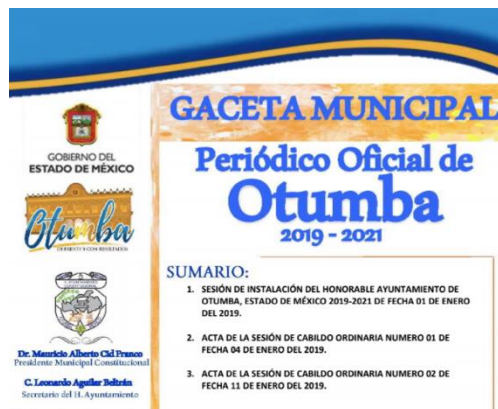 GACETA MUNICIPAL
Periódico Oficial de
Otumba
2019 - 2021
GOBIERNO DEL
ESTADO DE MÉXICO
Otumba
Dr. Mauricio Alberto Cid Franco
Presidente Municipal Constitucional
C. Leonardo Aguilar Beltrán
Secretario del H. Ayuntamiento
SUMARIO:
1. SESIÓN DE INSTALACIÓN DEL HONORABLE AYUNTAMIENTO DE
OTUMBA, ESTADO DE MÉXICO 2019-2021 DE FECHA 01 DE ENERO
DEL 2019.
2. ACTA DE LA SESIÓN DE CABILDO ORDINARIA NUMERO 01 DE
FECHA 04 DE ENERO DEL 2019.
3. ACTA DE LA SESIÓN DE CABILDO ORDINARIA NUMERO 02 DE
FECHA 11 DE ENERO DEL 2019.